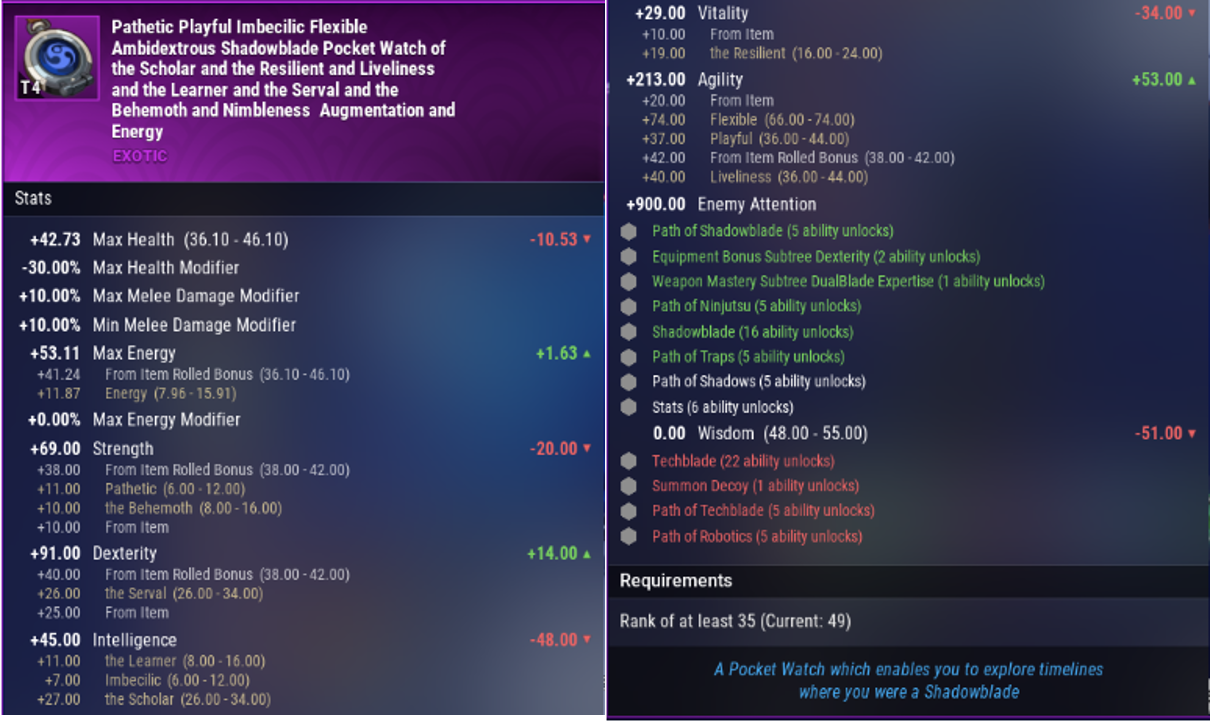 Pathetic Playful Imbecilic Flexible
Ambidextrous Shadowblade Pocket Watch of
the Scholar and the Resilient and Liveliness
and the Learner and the Serval and the
Behemoth and Nimbleness Augmentation and
Energy
EXOTIC
T4
Stats
+42.73 Max Health (36.10 - 46.10) -10.53 ▼
-30.00% Max Health Modifier
+10.00% Max Melee Damage Modifier
+10.00% Min Melee Damage Modifier
+53.11 Max Energy +1.63 ▲
+41.24 From Item Rolled Bonus (36.10 - 46.10)
+11.87 Energy (7.96 - 15.91)
+0.00% Max Energy Modifier
+69.00 Strength -20.00 ▼
+38.00 From Item Rolled Bonus (38.00 - 42.00)
+11.00 Pathetic (6.00 - 12.00)
+10.00 the Behemoth (8.00 - 16.00)
+10.00 From Item
+91.00 Dexterity +14.00 ▲
+40.00 From Item Rolled Bonus (38.00 - 42.00)
+26.00 the Serval (26.00 - 34.00)
+25.00 From Item
+45.00 Intelligence -48.00 ▼
+11.00 the Learner (8.00 - 16.00)
+7.00 Imbecilic (6.00 - 12.00)
+27.00 the Scholar (26.00 - 34.00)
+29.00 Vitality -34.00 ▼
+10.00 From Item
+19.00 the Resilient (16.00 - 24.00)
+213.00 Agility +53.00 ▲
+20.00 From Item
+74.00 Flexible (66.00 - 74.00)
+37.00 Playful (36.00 - 44.00)
+42.00 From Item Rolled Bonus (38.00 - 42.00)
+40.00 Liveliness (36.00 - 44.00)
+900.00 Enemy Attention
Path of Shadowblade (5 ability unlocks)
Equipment Bonus Subtree Dexterity (2 ability unlocks)
Weapon Mastery Subtree DualBlade Expertise (1 ability unlocks)
Path of Ninjutsu (5 ability unlocks)
Shadowblade (16 ability unlocks)
Path of Traps (5 ability unlocks)
Path of Shadows (5 ability unlocks)
Stats (6 ability unlocks)
0.00 Wisdom (48.00 - 55.00) -51.00 ▼
Techblade (22 ability unlocks)
Summon Decoy (1 ability unlocks)
Path of Techblade (5 ability unlocks)
Path of Robotics (5 ability unlocks)
Requirements
Rank of at least 35 (Current: 49)
A Pocket Watch which enables you to explore timelines
where you were a Shadowblade